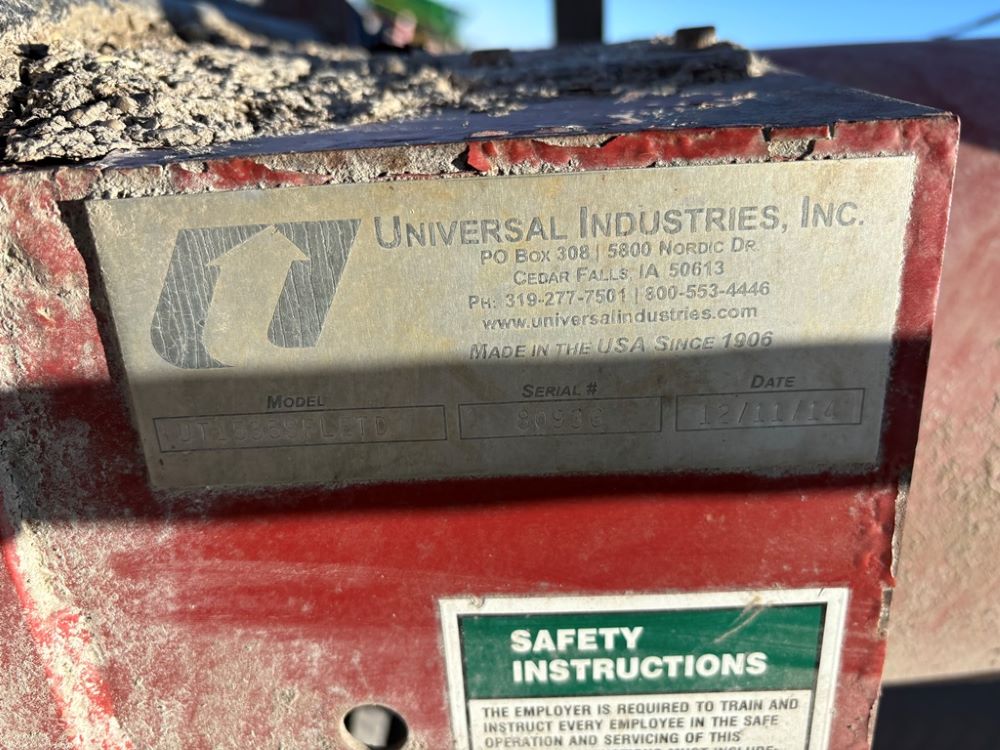 UNIVERSAL INDUSTRIES, INC.
PO BOX 308 | 5800 NORDIC DR.
CEDAR FALLS, IA 50613
PH: 319-277-7501 | 800-553-4446
www.universalindustries.com
MADE IN THE USA SINCE 1906
MODEL SERIAL # DATE
12/11/14
SAFETY
INSTRUCTIONS
THE EMPLOYER IS REQUIRED TO TRAIN AND
INSTRUCT EVERY EMPLOYEE IN THE SAFE
OPERATION AND SERVICING OF THIS